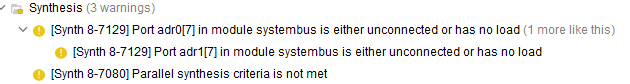 Synthesis (3 warnings)
[Synth 8-7129] Port adr0[7] in module systembus is either unconnected or has no load (1 more like this)
[Synth 8-7129] Port adr1[7] in module systembus is either unconnected or has no load
[Synth 8-7080] Parallel synthesis criteria is not met